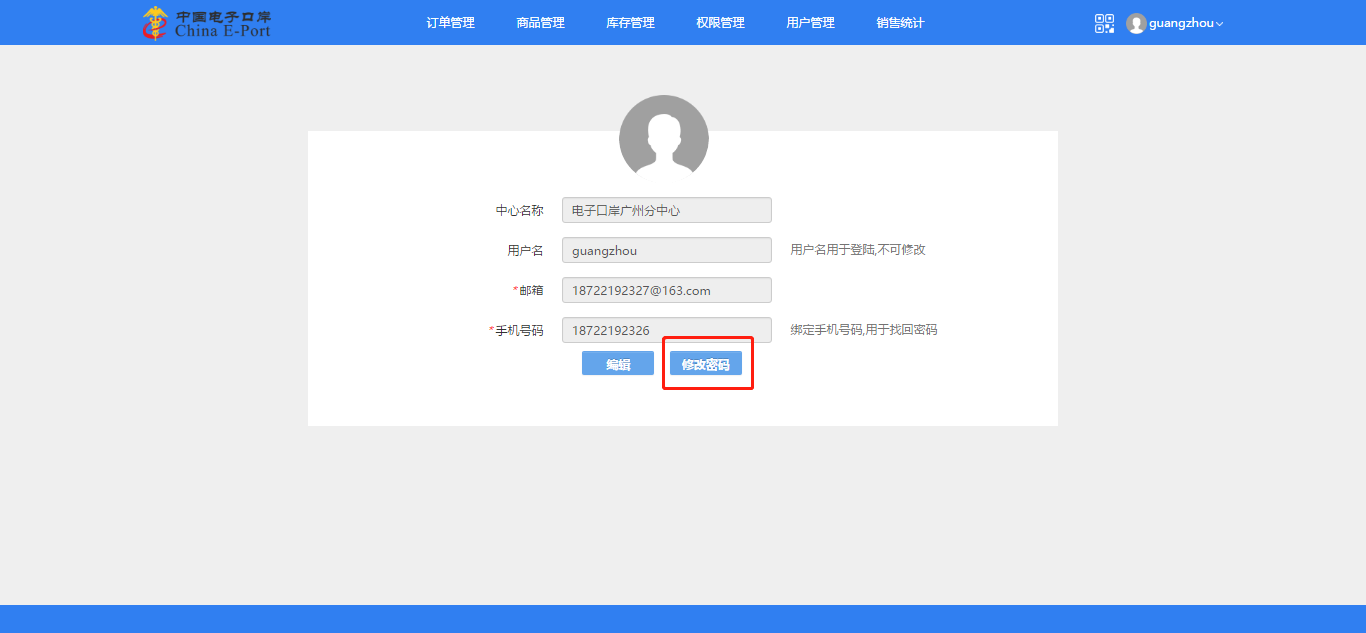 中国电子口岸
China E-Port
订单管理 商品管理 库存管理 权限管理 用户管理 销售统计
guangzhou
中心名称 电子口岸广州分中心
用户名 guangzhou 用户名用于登陆,不可修改
*邮箱 18722192327@163.com
*手机号码 18722192326 绑定手机号码,用于找回密码
编辑 修改密码